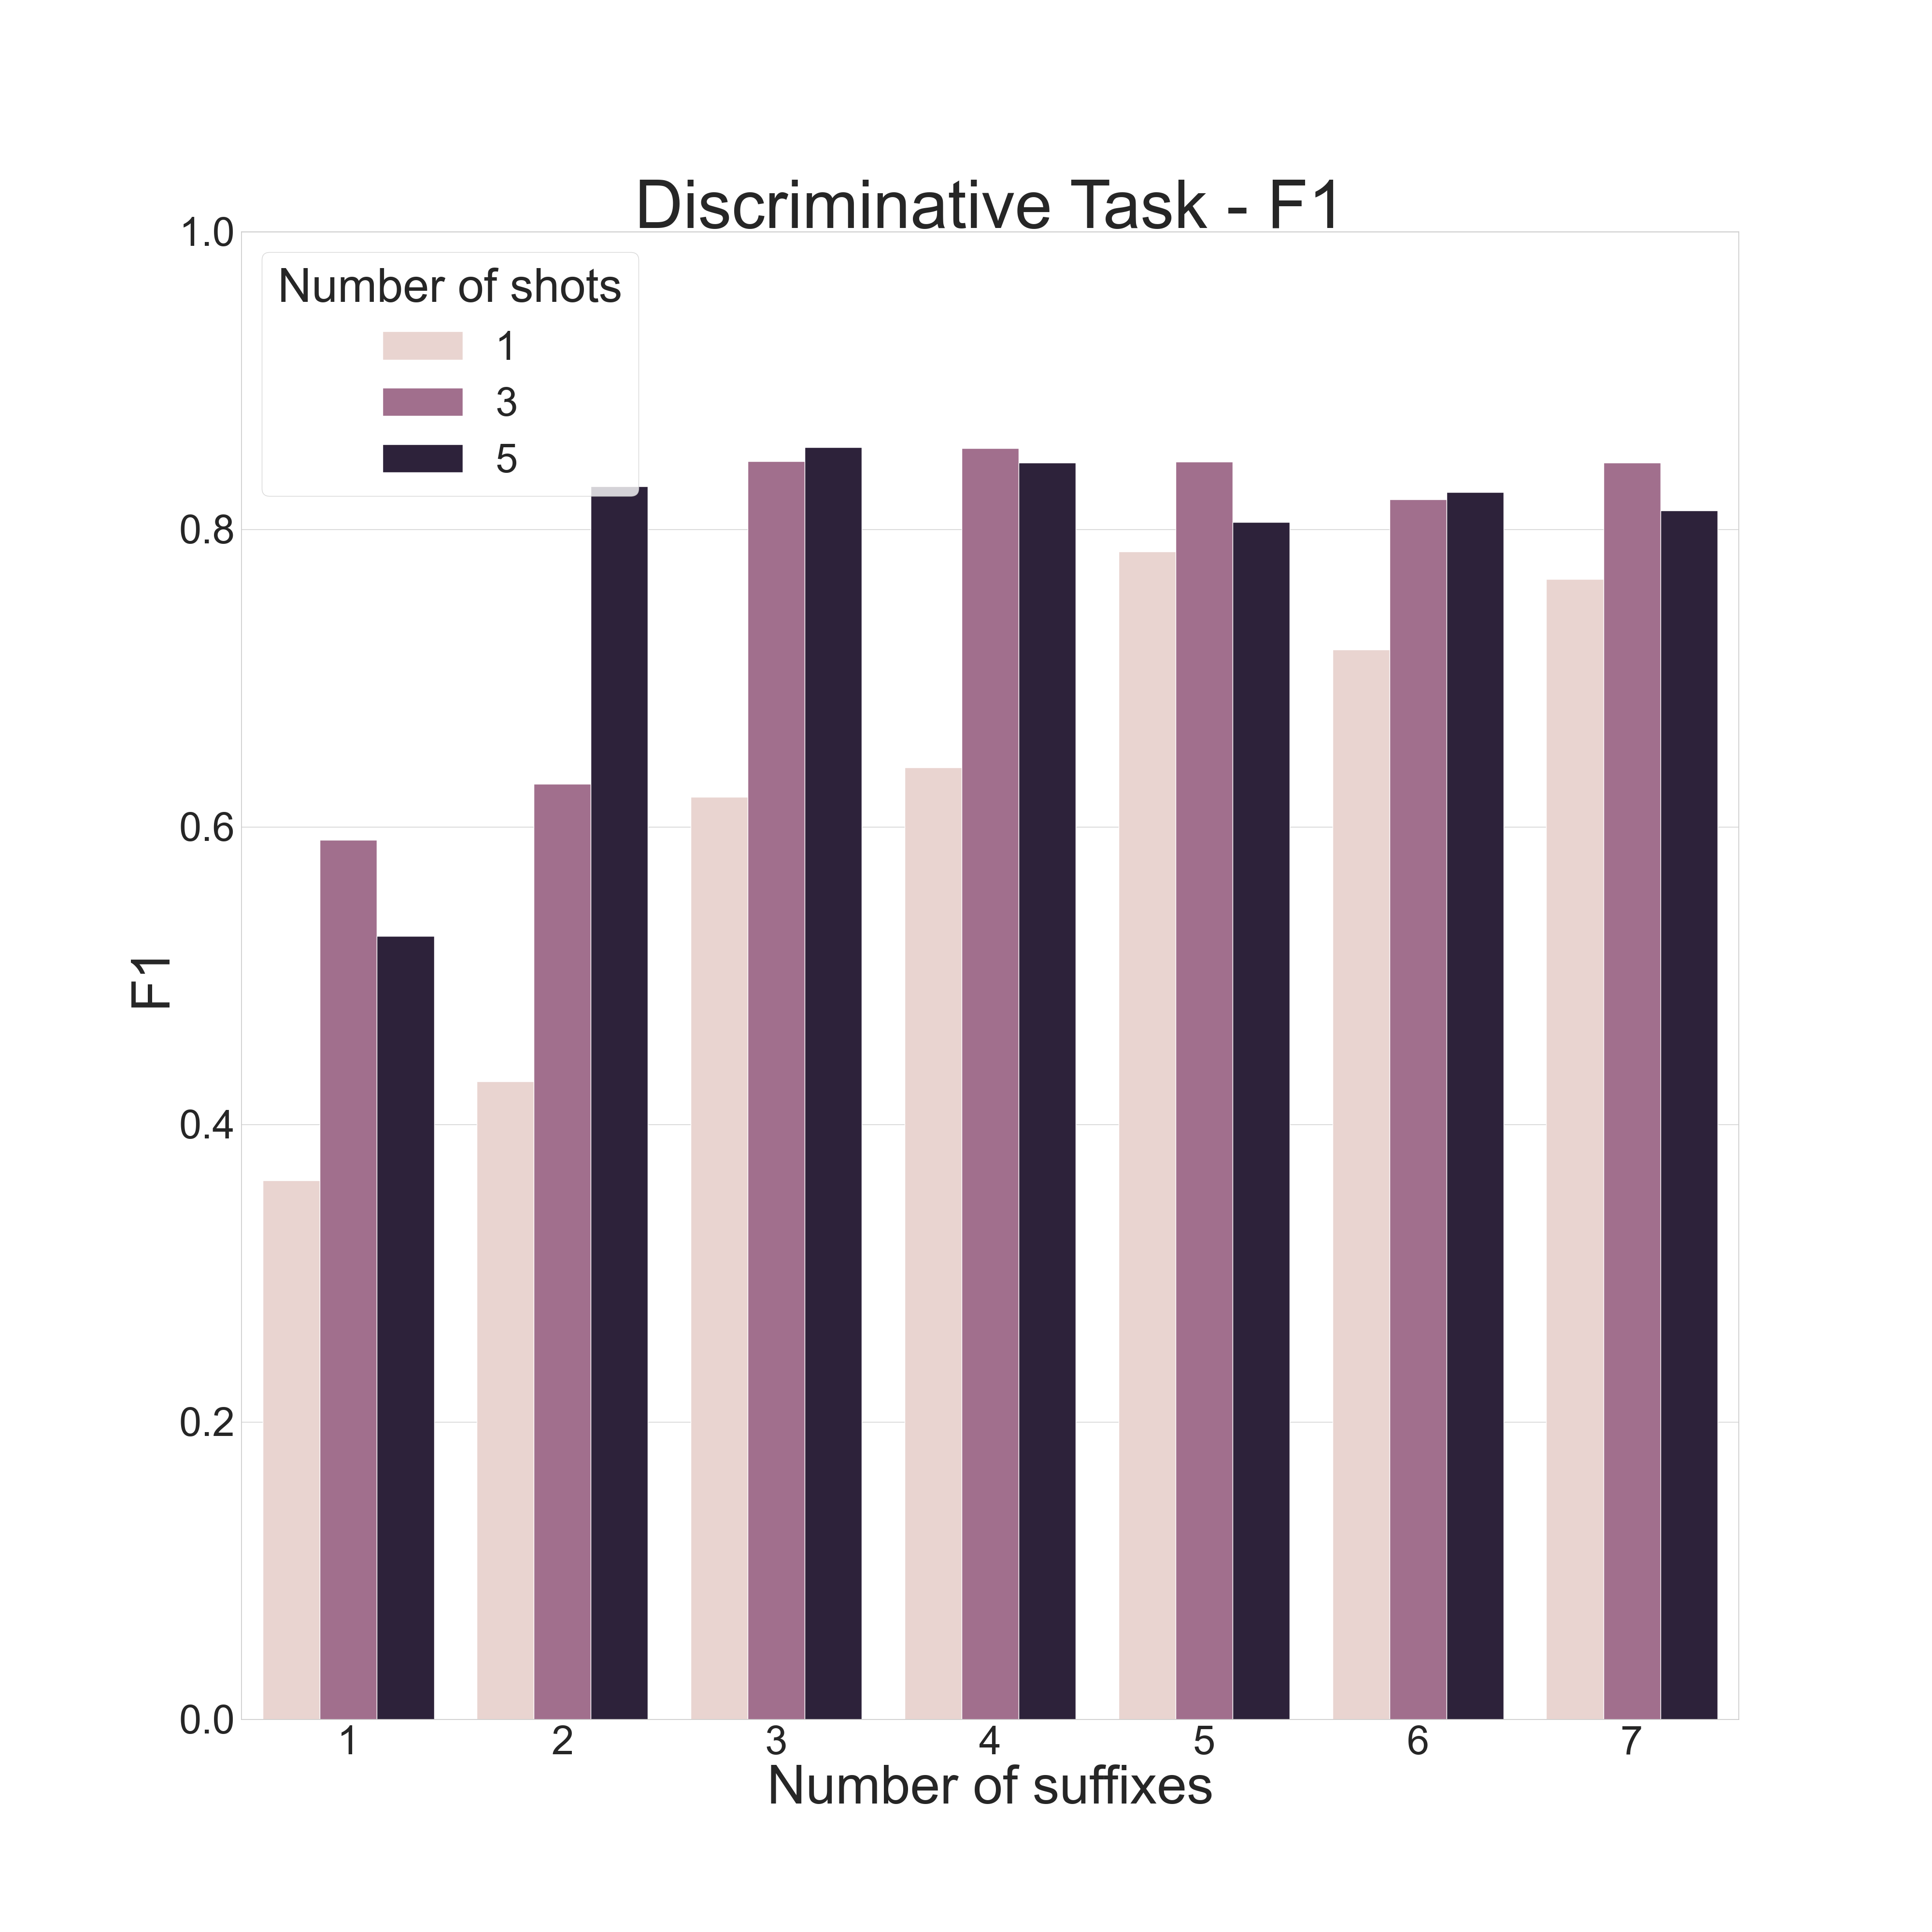 Discriminative Task - F1
1.0
Number of shots
1
3
5
0.8
0.6
F1
0.4
0.2
0.0
1 2 3 4 5 6 7
Number of suffixes